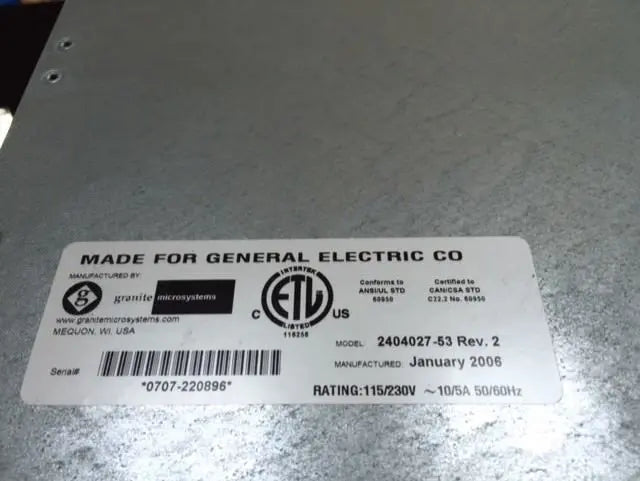 MADE FOR GENERAL ELECTRIC CO
MANUFACTURED BY:
g granite microsystems
www.granitemicrosystems.com
MEQUON, WI, USA
INTERTEK
C ETL US
LISTED
116258
Conforms to
ANSI/UL STD
60950
Certified to
CAN/CSA STD
C22.2 No. 60950
MODEL: 2404027-53 Rev. 2
MANUFACTURED: January 2006
Serial#
*0707-220896*
RATING:115/230V ~10/5A 50/60Hz